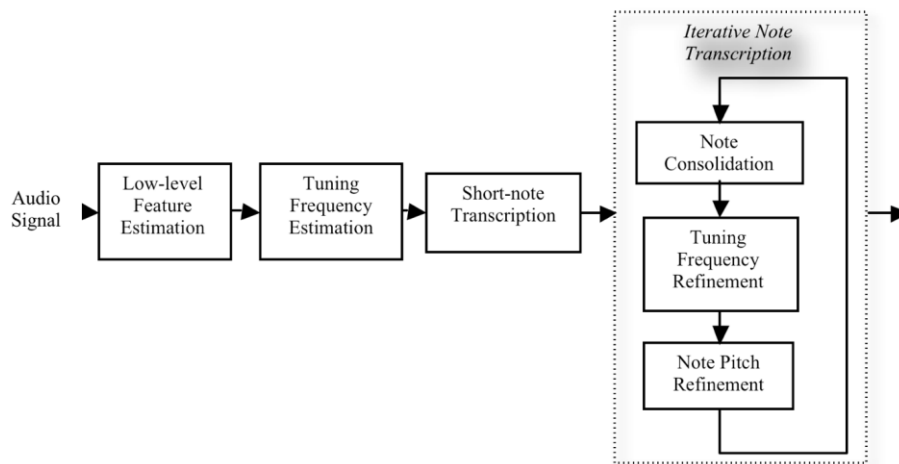 Audio
Signal
Low-level
Feature
Estimation
Tuning
Frequency
Estimation
Short-note
Transcription
Iterative Note
Transcription
Note
Consolidation
Tuning
Frequency
Refinement
Note Pitch
Refinement